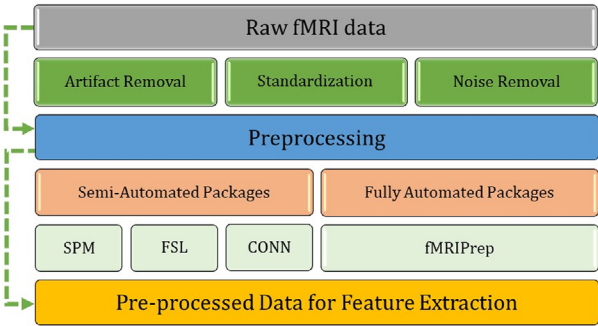 Raw fMRI data
Artifact Removal
Standardization
Noise Removal
Preprocessing
Semi-Automated Packages
Fully Automated Packages
SPM
FSL
CONN
fMRIPrep
Pre-processed Data for Feature Extraction